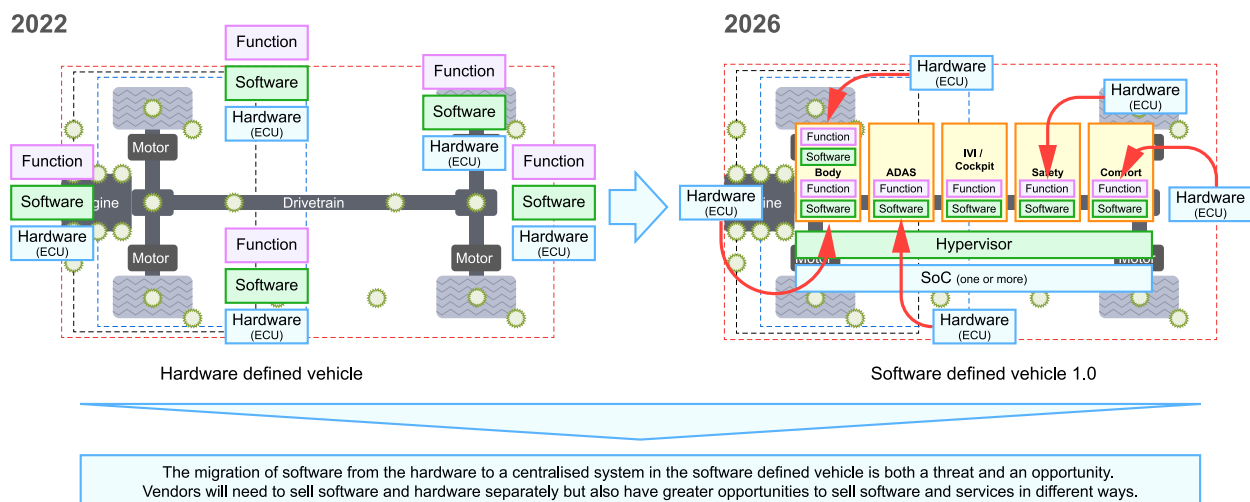 2022
Function
Software
Hardware
(ECU)
Function
Software
Hardware
(ECU)
Motor
Function
Software
gine
Hardware
(ECU)
Function
Software
Hardware
(ECU)
Drivetrain
Motor
Function
Software
Hardware
(ECU)
Motor
Hardware defined vehicle
2026
Hardware
(ECU)
Hardware
(ECU)
Hardware
(ECU)
ine
Hardware
(ECU)
Function
Software
Body
Function
Software
ADAS
Function
Software
IVI /
Cockpit
Function
Software
Safety
Function
Software
Comfort
Function
Software
Hypervisor
Motor
Motor
SoC (one or more)
Hardware
(ECU)
Software defined vehicle 1.0
The migration of software from the hardware to a centralised system in the software defined vehicle is both a threat and an opportunity.
Vendors will need to sell software and hardware separately but also have greater opportunities to sell software and services in different ways.